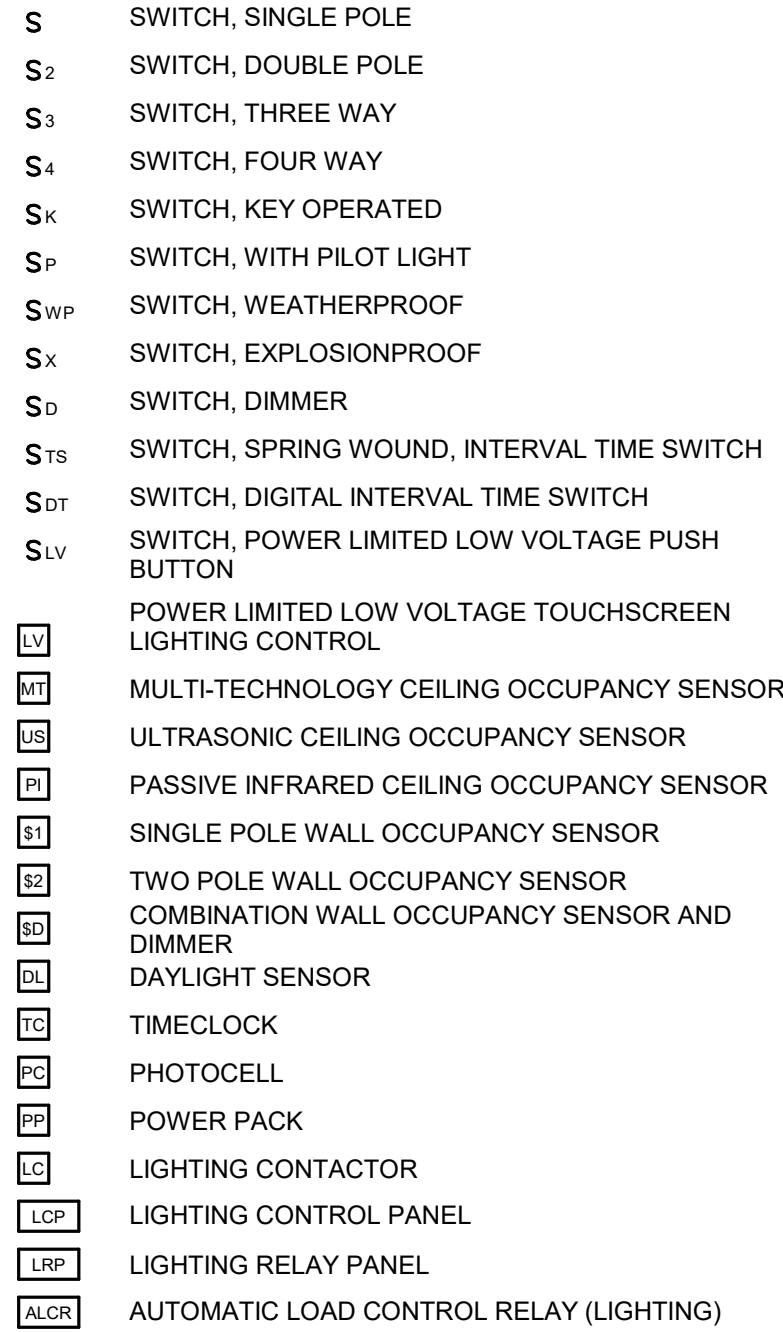 S SWITCH, SINGLE POLE
S2 SWITCH, DOUBLE POLE
S3 SWITCH, THREE WAY
S4 SWITCH, FOUR WAY
SK SWITCH, KEY OPERATED
SP SWITCH, WITH PILOT LIGHT
SWP SWITCH, WEATHERPROOF
SX SWITCH, EXPLOSIONPROOF
SD SWITCH, DIMMER
STS SWITCH, SPRING WOUND, INTERVAL TIME SWITCH
SDT SWITCH, DIGITAL INTERVAL TIME SWITCH
SLV SWITCH, POWER LIMITED LOW VOLTAGE PUSH
BUTTON
POWER LIMITED LOW VOLTAGE TOUCHSCREEN
LV LIGHTING CONTROL
MT MULTI-TECHNOLOGY CEILING OCCUPANCY SENSOR
US ULTRASONIC CEILING OCCUPANCY SENSOR
PI PASSIVE INFRARED CEILING OCCUPANCY SENSOR
$1 SINGLE POLE WALL OCCUPANCY SENSOR
$2 TWO POLE WALL OCCUPANCY SENSOR
$D COMBINATION WALL OCCUPANCY SENSOR AND
DIMMER
DL DAYLIGHT SENSOR
TC TIMECLOCK
PC PHOTOCELL
PP POWER PACK
LC LIGHTING CONTACTOR
LCP LIGHTING CONTROL PANEL
LRP LIGHTING RELAY PANEL
ALCR AUTOMATIC LOAD CONTROL RELAY (LIGHTING)